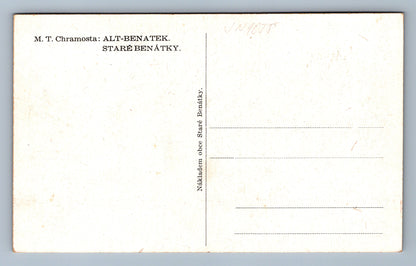 M. T. Chramosta: ALT-BENATEK.
STARÉ BENÁTKY.
Nákladem obce Staré Benátky.